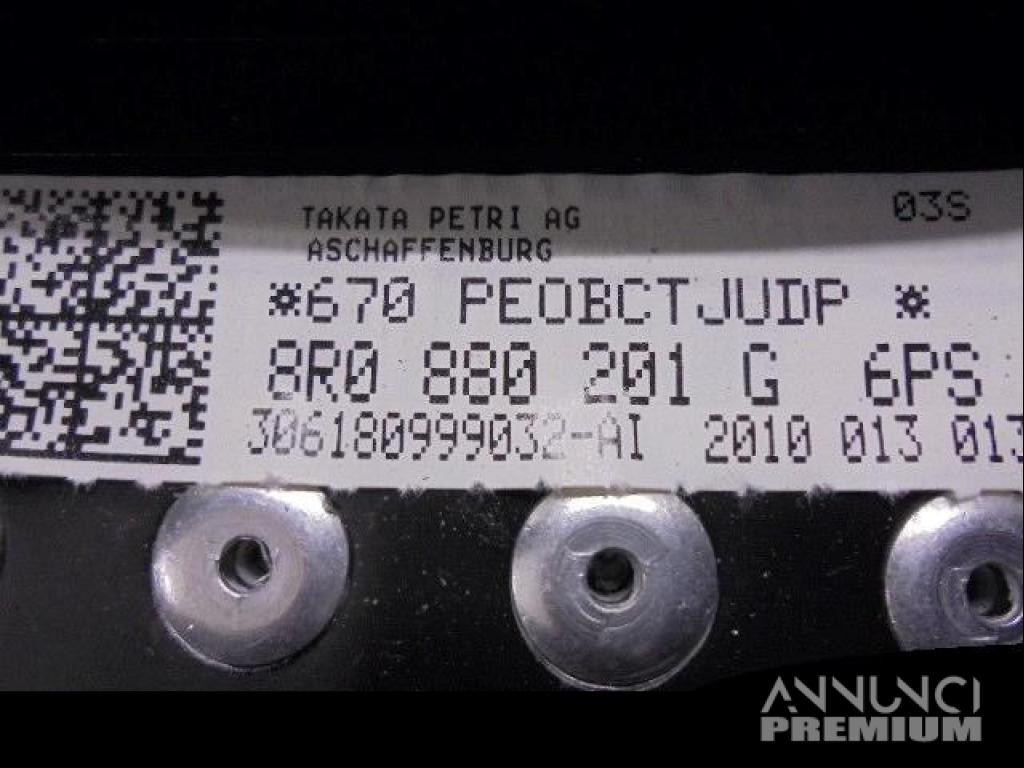 TAKATA PETRI AG 03S
ASCHAFFENBURG
*670 PEOBCTJUDP *
8R0 880 201 G 6PS
306180999032-AI 2010 013 013
ANNUNCI
PREMIUM